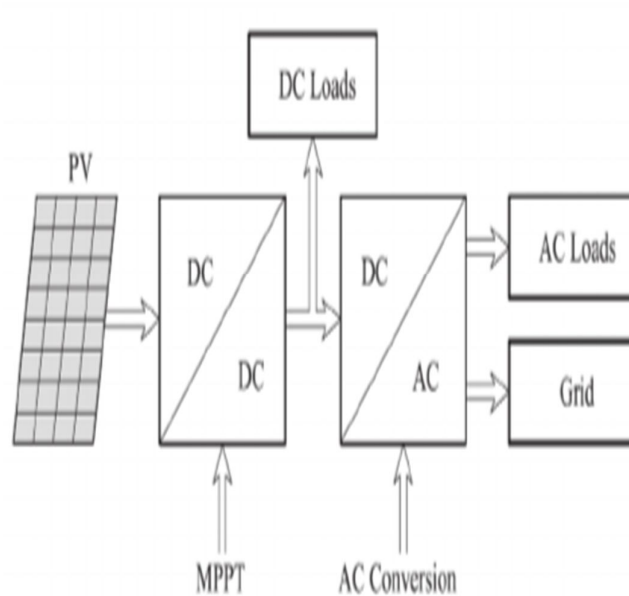 DC Loads
PV
DC
DC
DC
AC
AC Loads
Grid
MPPT
AC Conversion